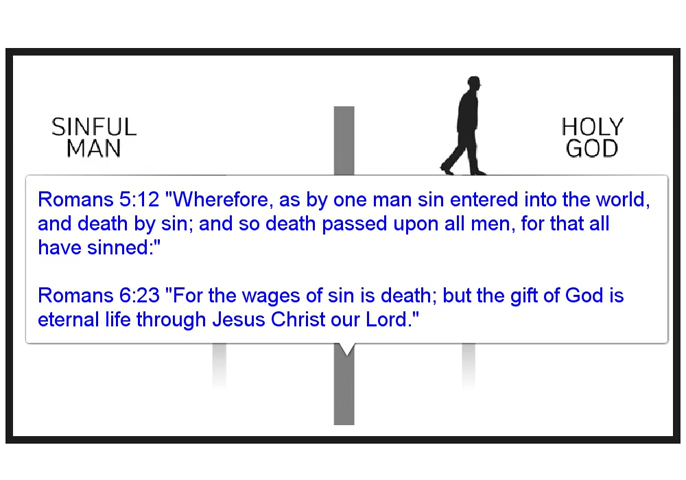 SINFUL
MAN
HOLY
GOD
Romans 5:12 "Wherefore, as by one man sin entered into the world,
and death by sin; and so death passed upon all men, for that all
have sinned:"
Romans 6:23 "For the wages of sin is death; but the gift of God is
eternal life through Jesus Christ our Lord."